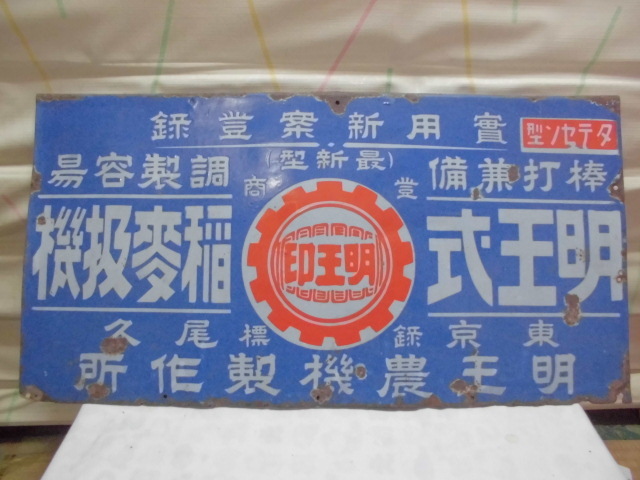 實用新案登録
タテセン型
(最新型)
棒打兼備
調製容易
登録商標
明王式
明王印
稲麥扱機
東京
尾久
明王農機製作所